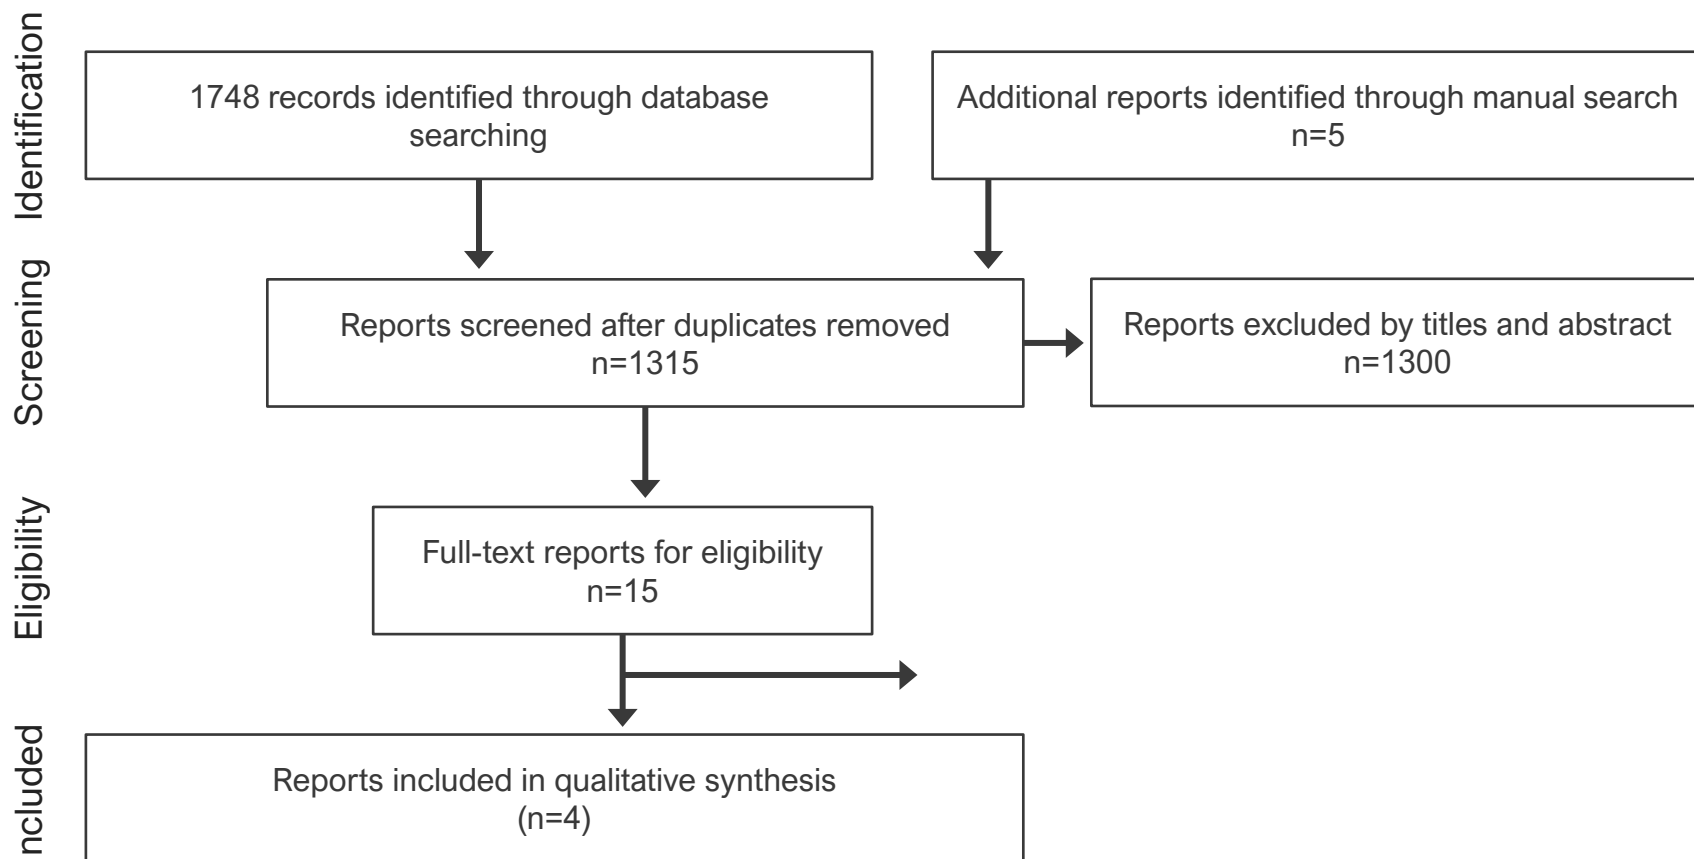 Identification
1748 records identified through database
searching
Additional reports identified through manual search
n=5
Screening
Reports screened after duplicates removed
n=1315
Reports excluded by titles and abstract
n=1300
Eligibility
Full-text reports for eligibility
n=15
ncluded
Reports included in qualitative synthesis
(n=4)